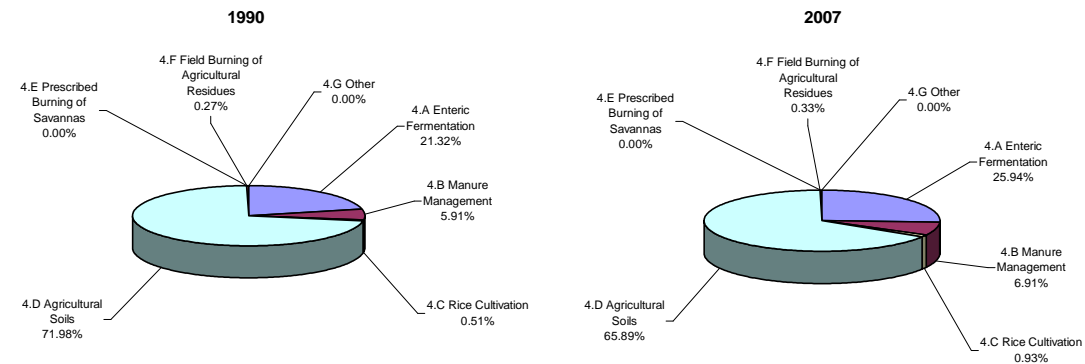 1990
4.F Field Burning of
Agricultural
Residues
0.27%
4.G Other
0.00%
4.E Prescribed
Burning of
Savannas
0.00%
4.A Enteric
Fermentation
21.32%
4.B Manure
Management
5.91%
4.C Rice Cultivation
0.51%
4.D Agricultural
Soils
71.98%
2007
4.F Field Burning of
Agricultural
Residues
0.33%
4.G Other
0.00%
4.E Prescribed
Burning of
Savannas
0.00%
4.A Enteric
Fermentation
25.94%
4.B Manure
Management
6.91%
4.C Rice Cultivation
0.93%
4.D Agricultural
Soils
65.89%